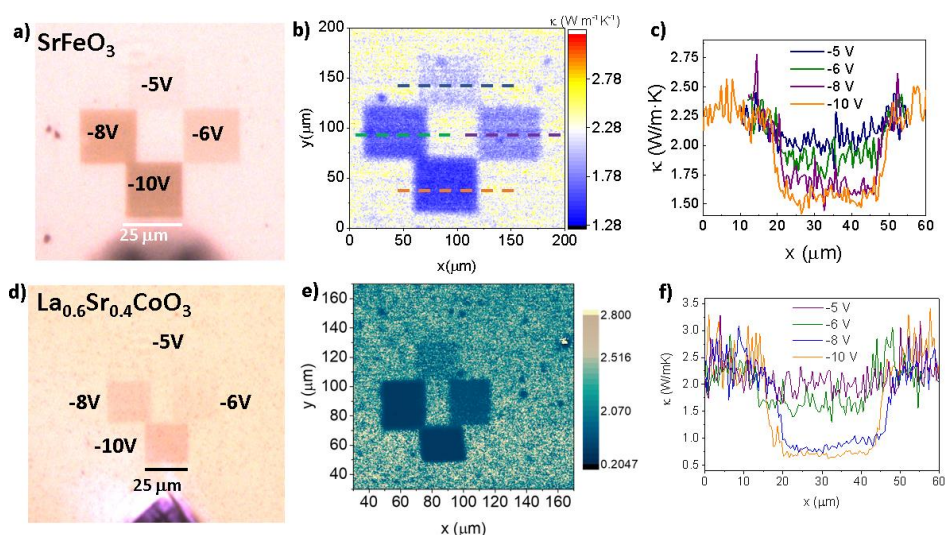 a)
SrFeO3
-5V
-8V
-6V
-10V
25 μm
b)
κ (W m⁻¹ K⁻¹)
200
150
100
50
0
y(μm)
0
50
100
150
200
x(μm)
2.78
2.28
1.78
1.28
c)
-5 V
-6 V
-8 V
-10 V
κ (W/m·K)
2.75
2.50
2.25
2.00
1.75
1.50
0 10 20 30 40 50 60
x (μm)
d)
La0.6Sr0.4CoO3
-5V
-8V
-6V
-10V
25 μm
e)
160
140
120
100
80
60
40
y (μm)
40 60 80 100 120 140 160
x (μm)
2.800
2.516
2.070
0.2047
f)
-5 V
-6 V
-8 V
-10 V
κ (W/mK)
3.5
3.0
2.5
2.0
1.5
1.0
0.5
0 10 20 30 40 50 60
x (μm)